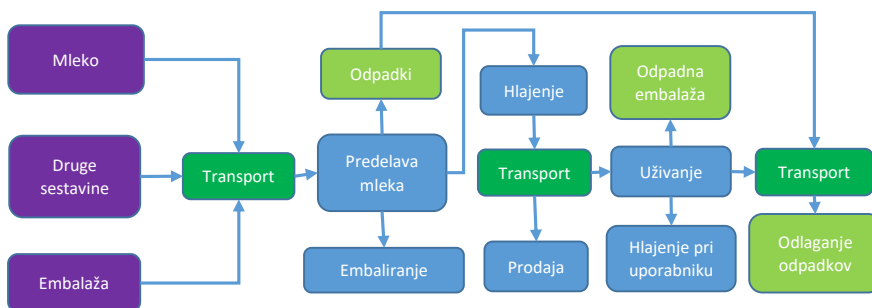 Mleko
Druge
sestavine
Embalaža
Transport
Odpadki
Predelava
mleka
Embaliranje
Hlajenje
Transport
Prodaja
Odpadna
embalaža
Uživanje
Hlajenje pri
uporabniku
Transport
Odlaganje
odpadkov